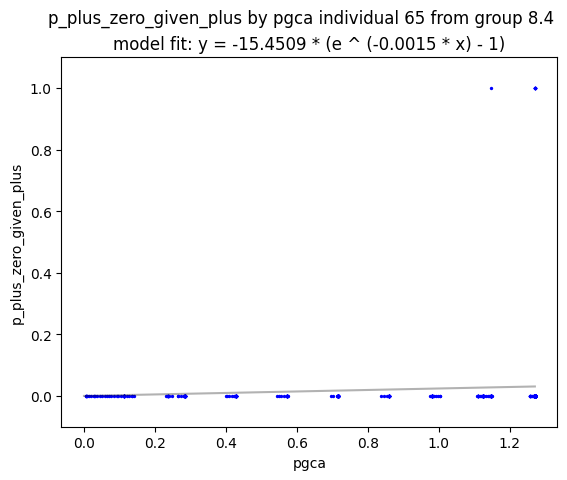 p_plus_zero_given_plus by pgca individual 65 from group 8.4
model fit: y = -15.4509 * (e ^ (-0.0015 * x) - 1)
1.0
0.8
0.6
0.4
0.2
0.0
p_plus_zero_given_plus
0.0 0.2 0.4 0.6 0.8 1.0 1.2
pgca